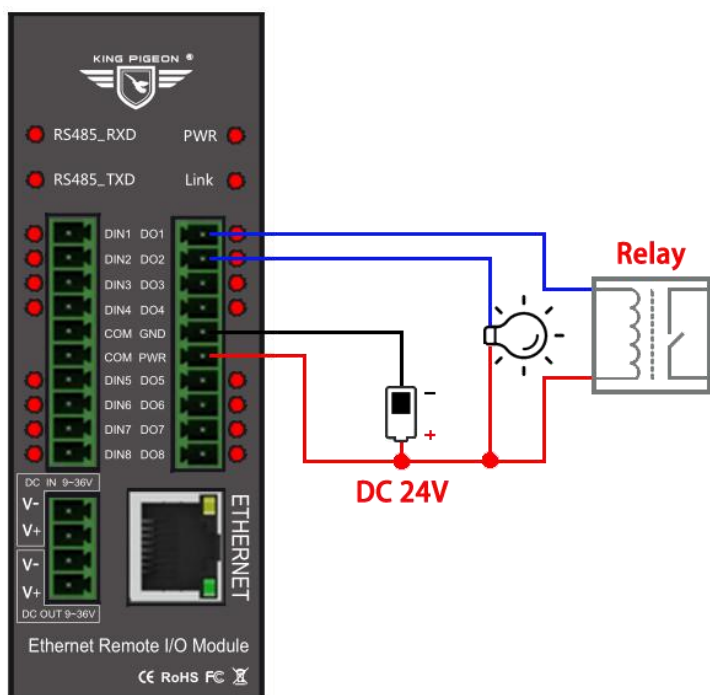 KING PIGEON ®
RS485_RXD PWR
RS485_TXD Link
DIN1 DO1
DIN2 DO2
DIN3 DO3
DIN4 DO4
COM GND
COM PWR
DIN5 DO5
DIN6 DO6
DIN7 DO7
DIN8 DO8
Relay
-
+
DC 24V
DC IN 9~36V
V-
V+
V-
V+
DC OUT 9~36V
ETHERNET
Ethernet Remote I/O Module
CE RoHS FC